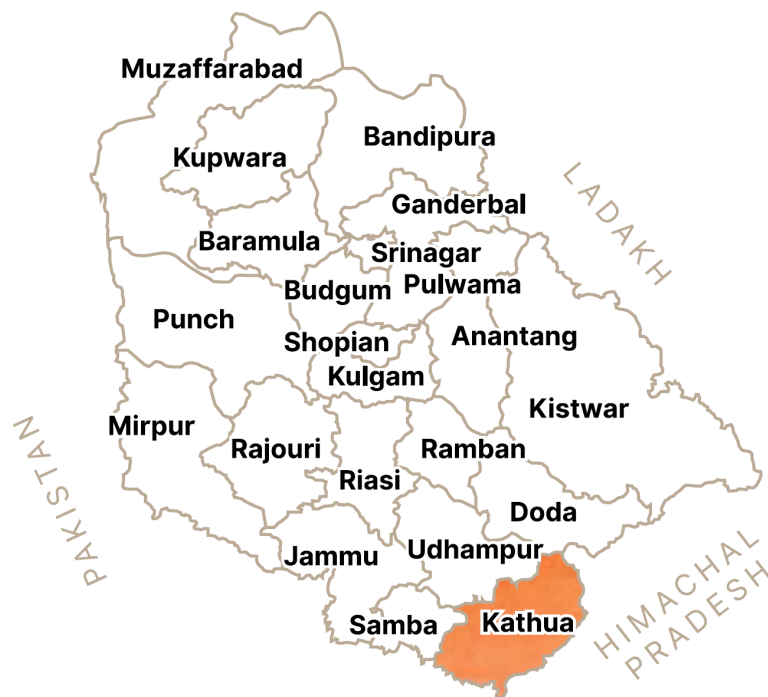 Muzaffarabad
Kupwara
Bandipura
Ganderbal
Baramula
Srinagar
Budgum
Pulwama
Punch
Shopian
Anantang
Kulgam
Kistwar
Mirpur
Rajouri
Ramban
Riasi
Doda
Jammu
Udhampur
Samba
Kathua
LADAKH
PAKISTAN
HIMACHAL
PRADESH